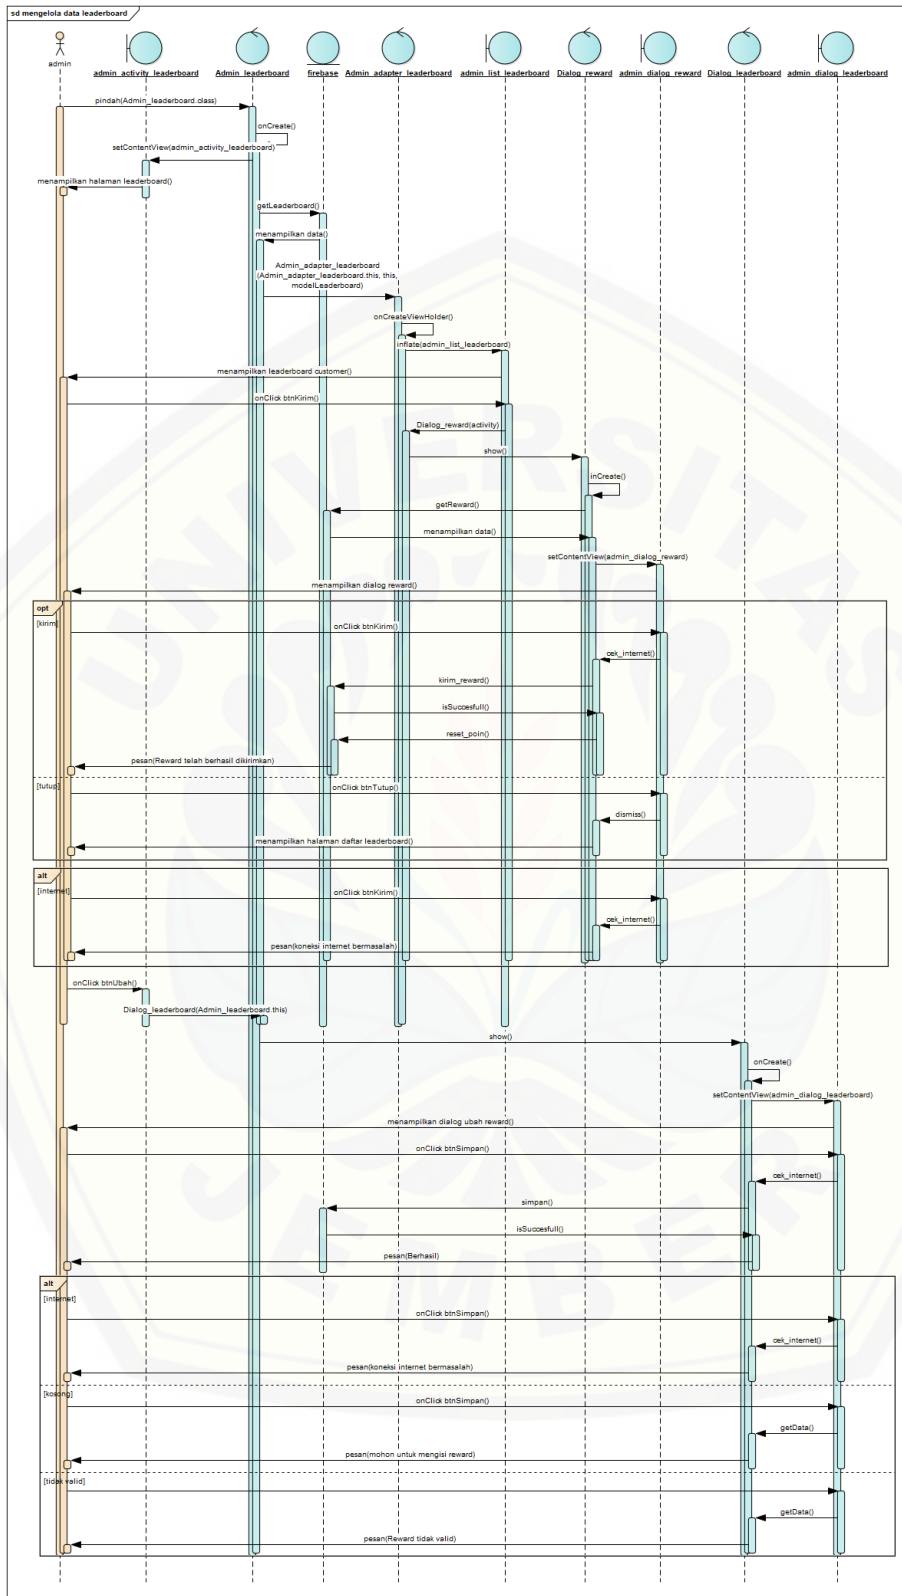 sd mengelola data leaderboard
admin
admin_activity_leaderboard
Admin_leaderboard
firebase
Admin_adapter_leaderboard
admin_list_leaderboard
Dialog_reward
admin_dialog_reward
Dialog_leaderboard
admin_dialog_leaderboard
pindah(Admin_leaderboard.class)
onCreate()
setContentView(admin_activity_leaderboard)
menampilkan halaman leaderboard()
getLeaderboard()
menampilkan data()
Admin_adapter_leaderboard
(Admin_adapter_leaderboard.this, this,
modelLeaderboard)
onCreateViewHolder()
inflate(admin_list_leaderboard)
menampilkan leaderboard customer()
onClick btnKirim()
Dialog_reward(activity)
show()
inCreate()
getReward()
menampilkan data()
setContentView(admin_dialog_reward)
menampilkan dialog reward()
opt
[kirim]
onClick btnKirim()
cek_internet()
kirim_reward()
isSuccesfull()
reset_poin()
pesan(Reward telah berhasil dikirimkan)
[tutup]
onClick btnTutup()
dismiss()
menampilkan halaman daftar leaderboard()
alt
[internet]
onClick btnKirim()
cek_internet()
pesan(koneksi internet bermasalah)
onClick btnUbah()
Dialog_leaderboard(Admin_leaderboard.this)
show()
onCreate()
setContentView(admin_dialog_leaderboard)
menampilkan dialog ubah reward()
onClick btnSimpan()
cek_internet()
simpan()
isSuccesfull()
pesan(Berhasil)
alt
[internet]
onClick btnSimpan()
cek_internet()
pesan(koneksi internet bermasalah)
[kosong]
onClick btnSimpan()
getData()
pesan(mohon untuk mengisi reward)
[tidak valid]
getData()
pesan(Reward tidak valid)
UNIVERSITAS
JEMBER